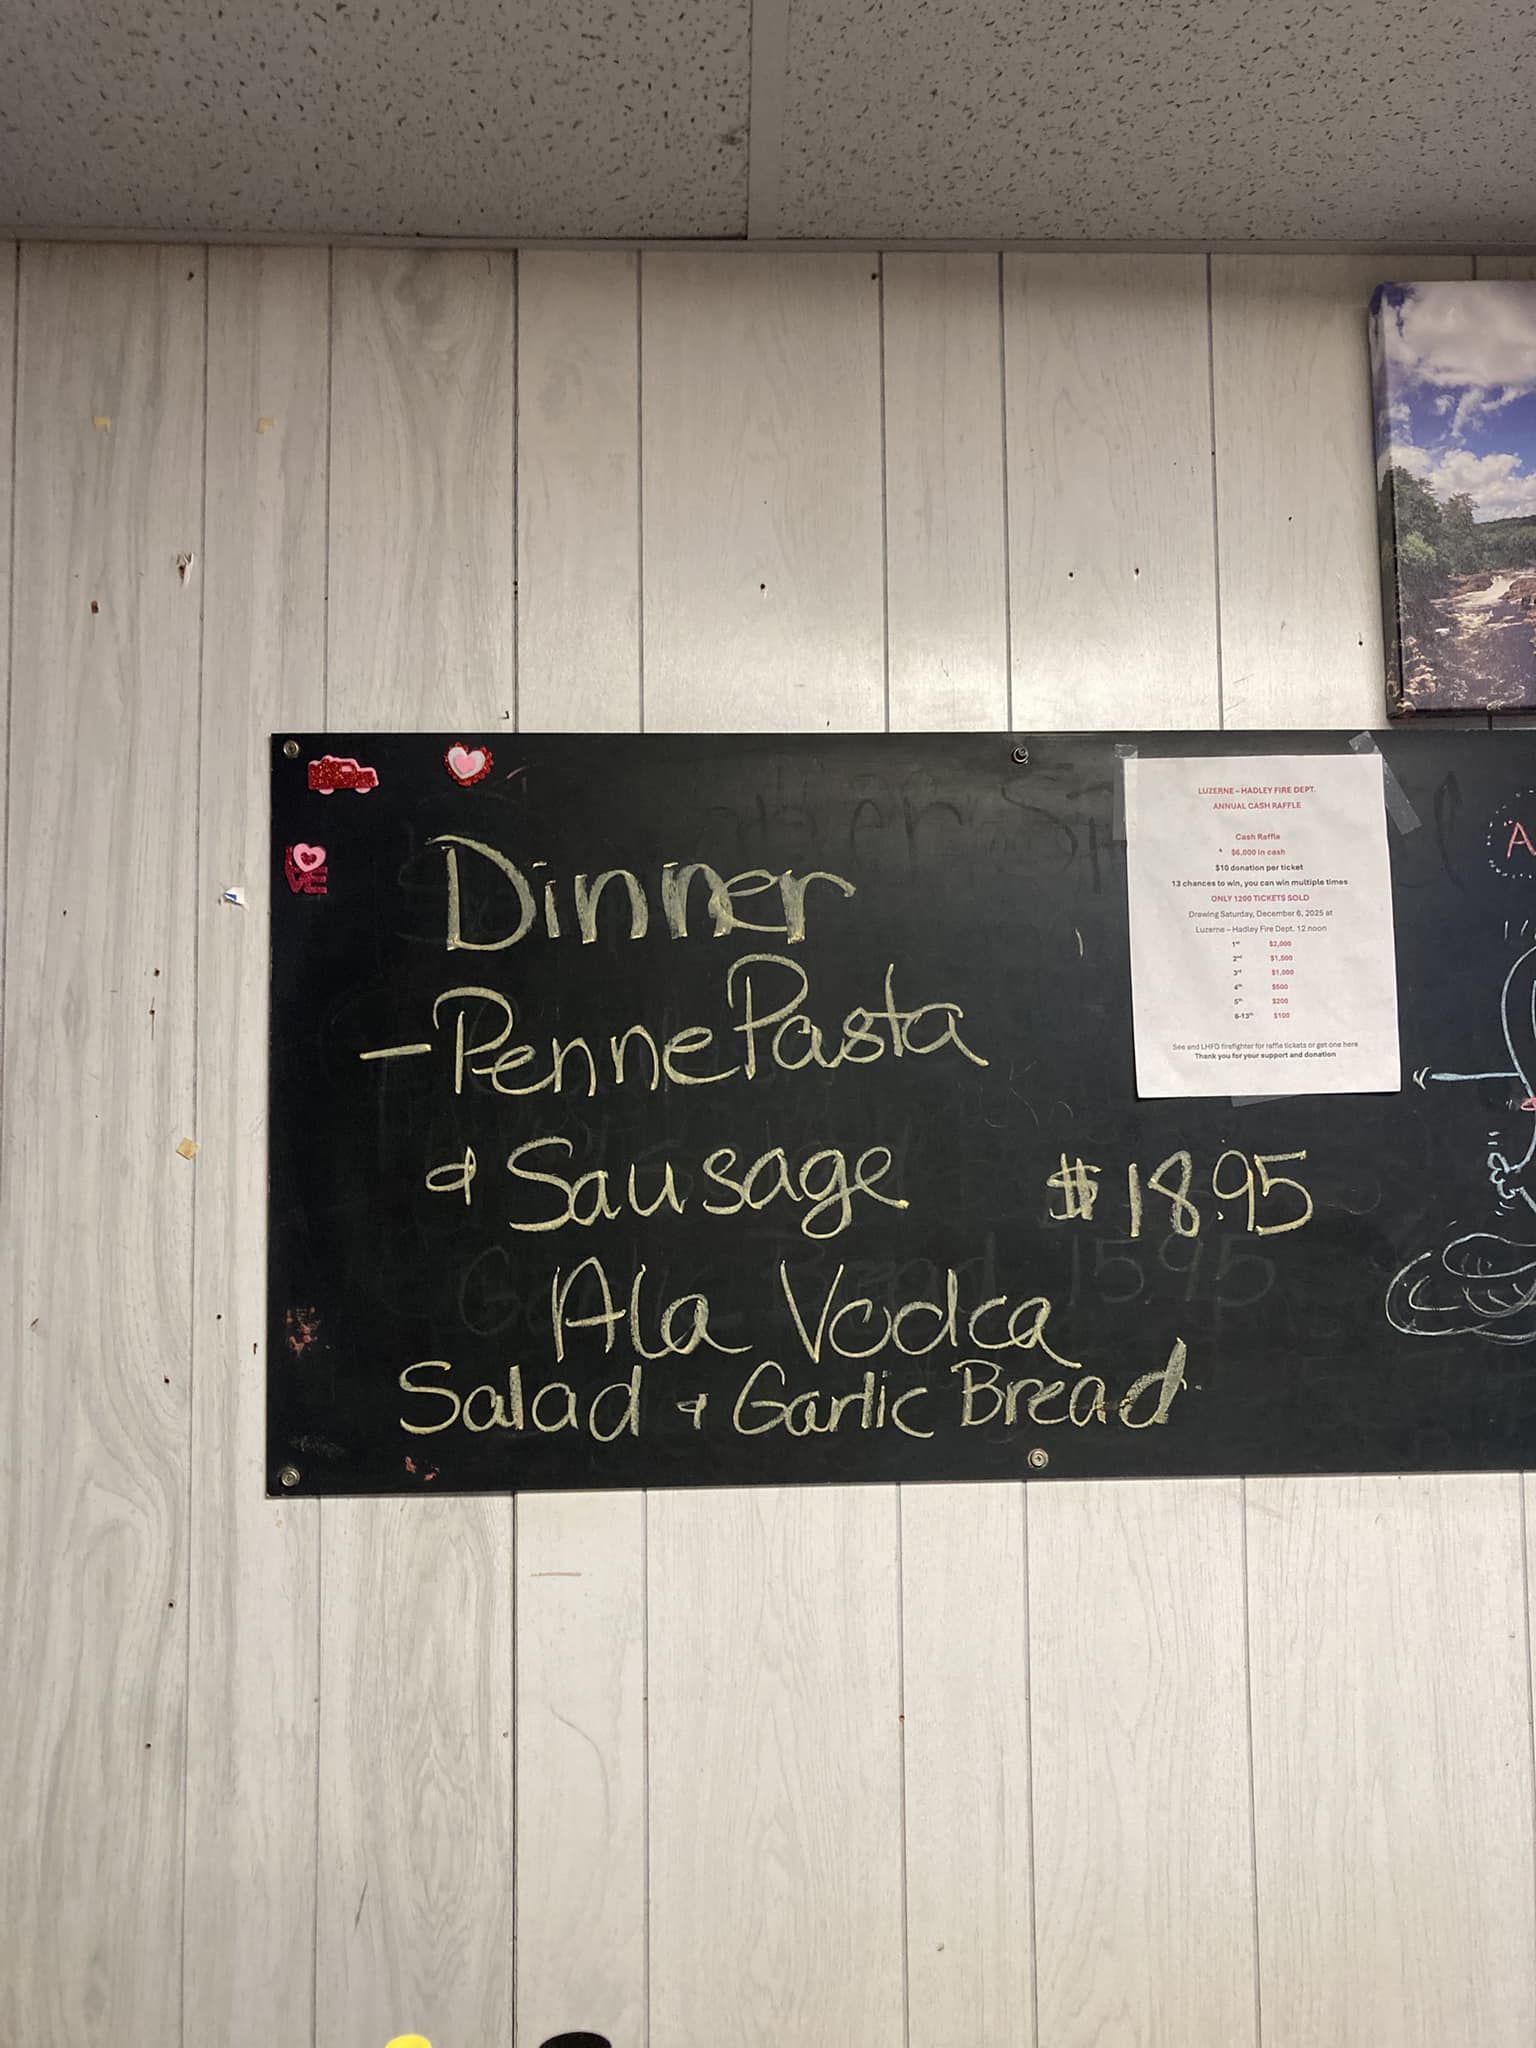 Dinner
- Penne Pasta
& Sausage $18.95
Ala Vodca
Salad & Garlic Bread
LUZERNE – HADLEY FIRE DEPT.
ANNUAL CASH RAFFLE
Cash Raffle
$6,000 in cash
$10 donation per ticket
13 chances to win, you can win multiple times
ONLY 1200 TICKETS SOLD
Drawing Saturday, December 6, 2025 at
Luzerne – Hadley Fire Dept. 12 noon
1st $2,000
2nd $1,500
3rd $1,000
4th $500
5th $200
6-13th $100
See and LHFD firefighter for raffle tickets or get one here
Thank you for your support and donation
LOVE